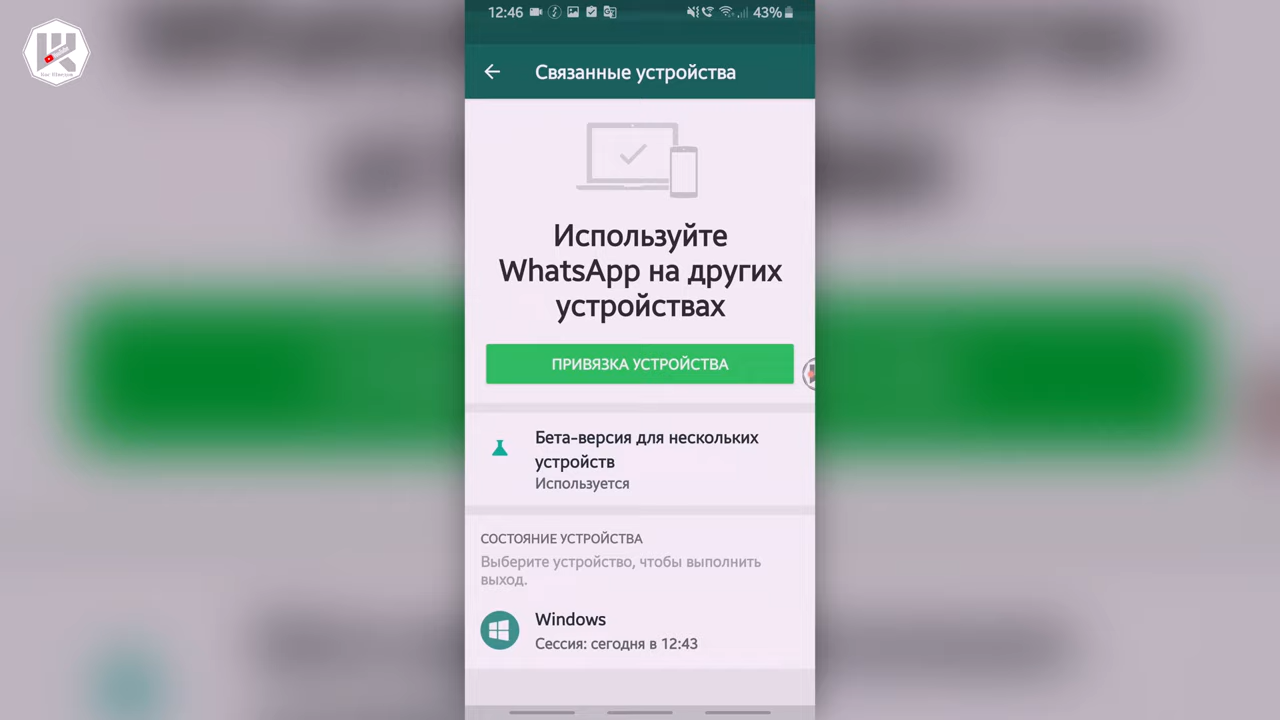 12:46
43%
Связанные устройства
Используйте
WhatsApp на других
устройствах
ПРИВЯЗКА УСТРОЙСТВА
Бета-версия для нескольких
устройств
Используется
СОСТОЯНИЕ УСТРОЙСТВА
Выберите устройство, чтобы выполнить
выход.
Windows
Сессия: сегодня в 12:43